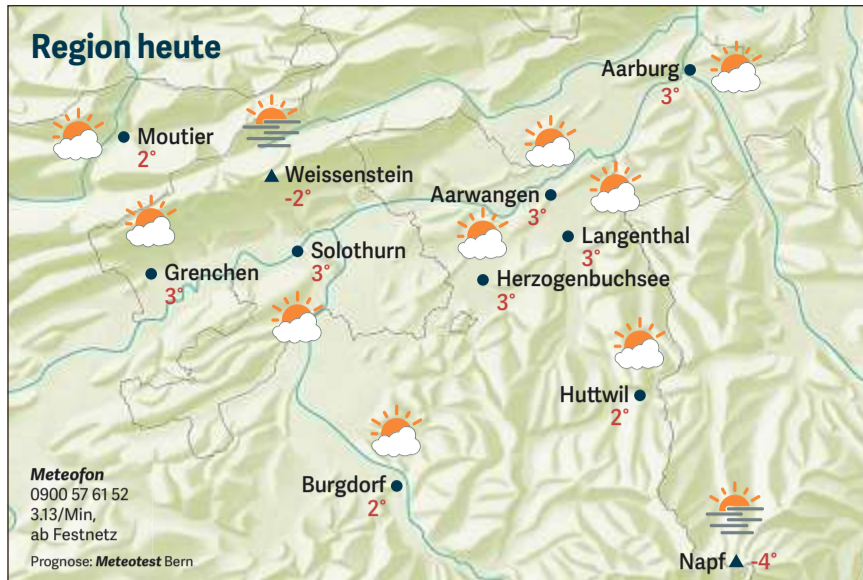 Region heute
Aarburg
3°
Moutier
2°
Weissenstein
-2°
Aarwangen
3°
Langenthal
3°
Solothurn
3°
Grenchen
3°
Herzogenbuchsee
3°
Huttwil
2°
Burgdorf
2°
Napf -4°
Meteofon
0900 57 61 52
3.13/Min,
ab Festnetz
Prognose: Meteotest Bern